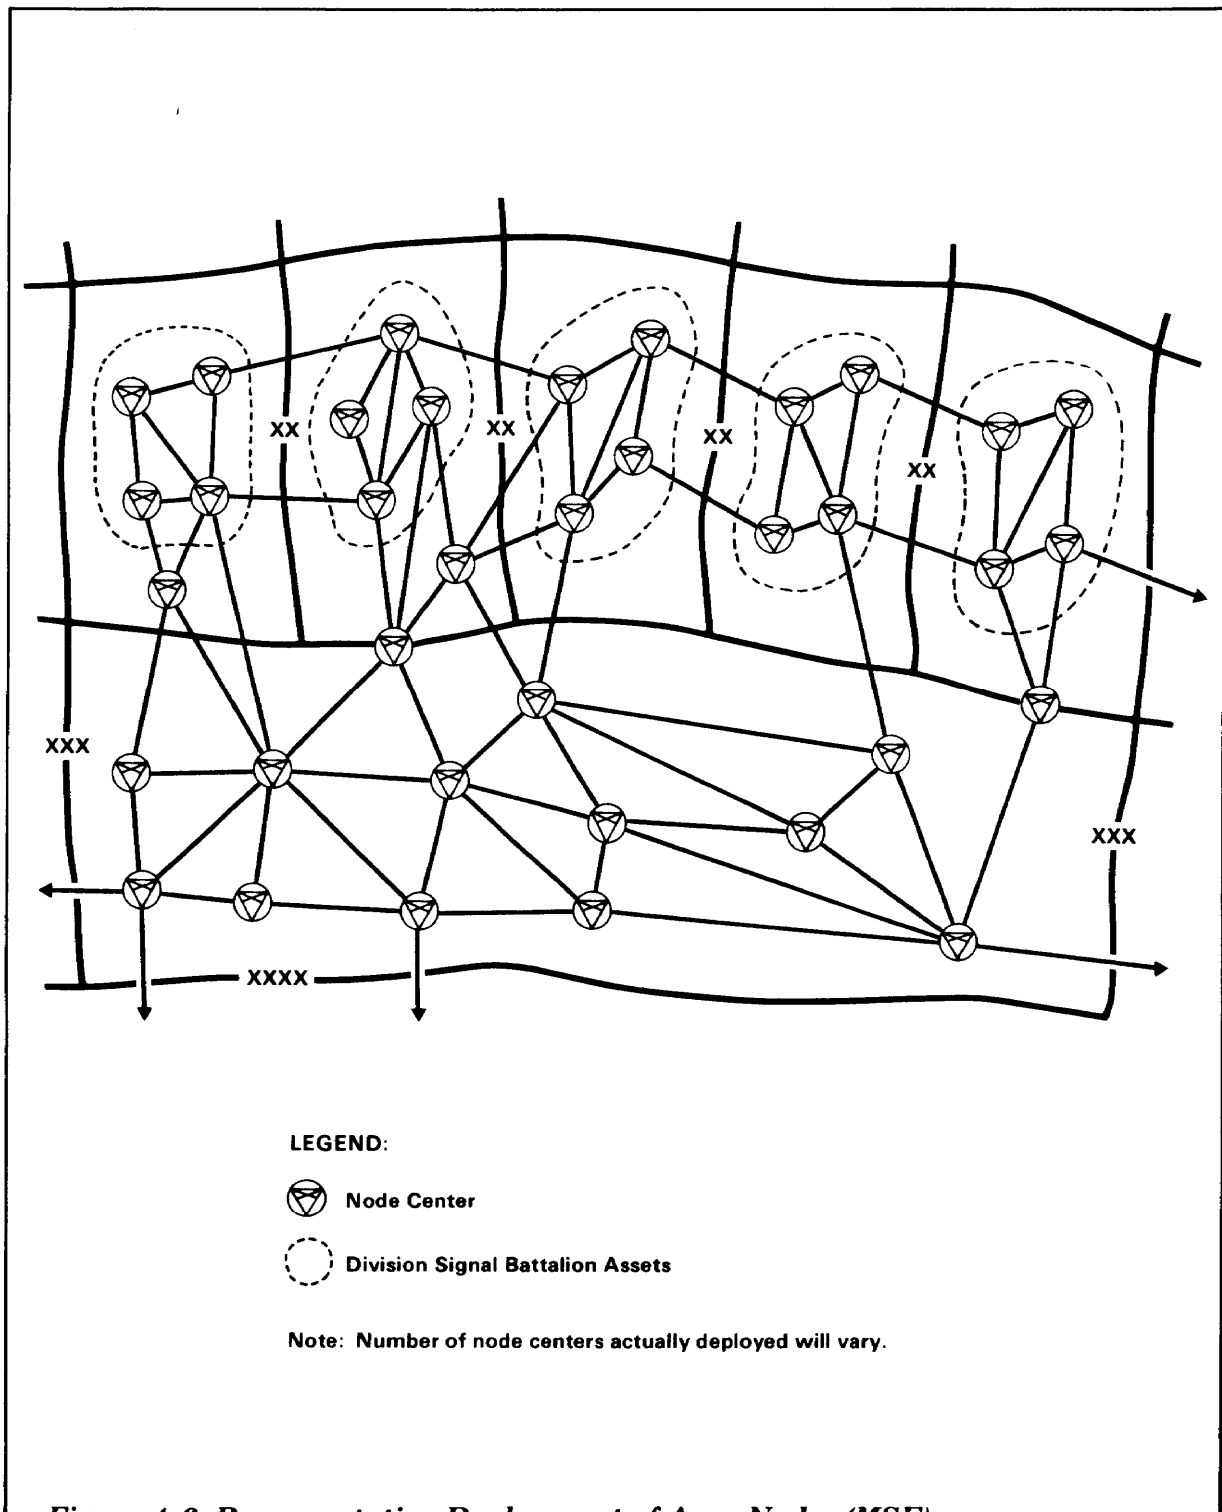 XX
XX
XX
XX
XXX
XXX
XXXX
LEGEND:
Node Center
Division Signal Battalion Assets
Note: Number of node centers actually deployed will vary.